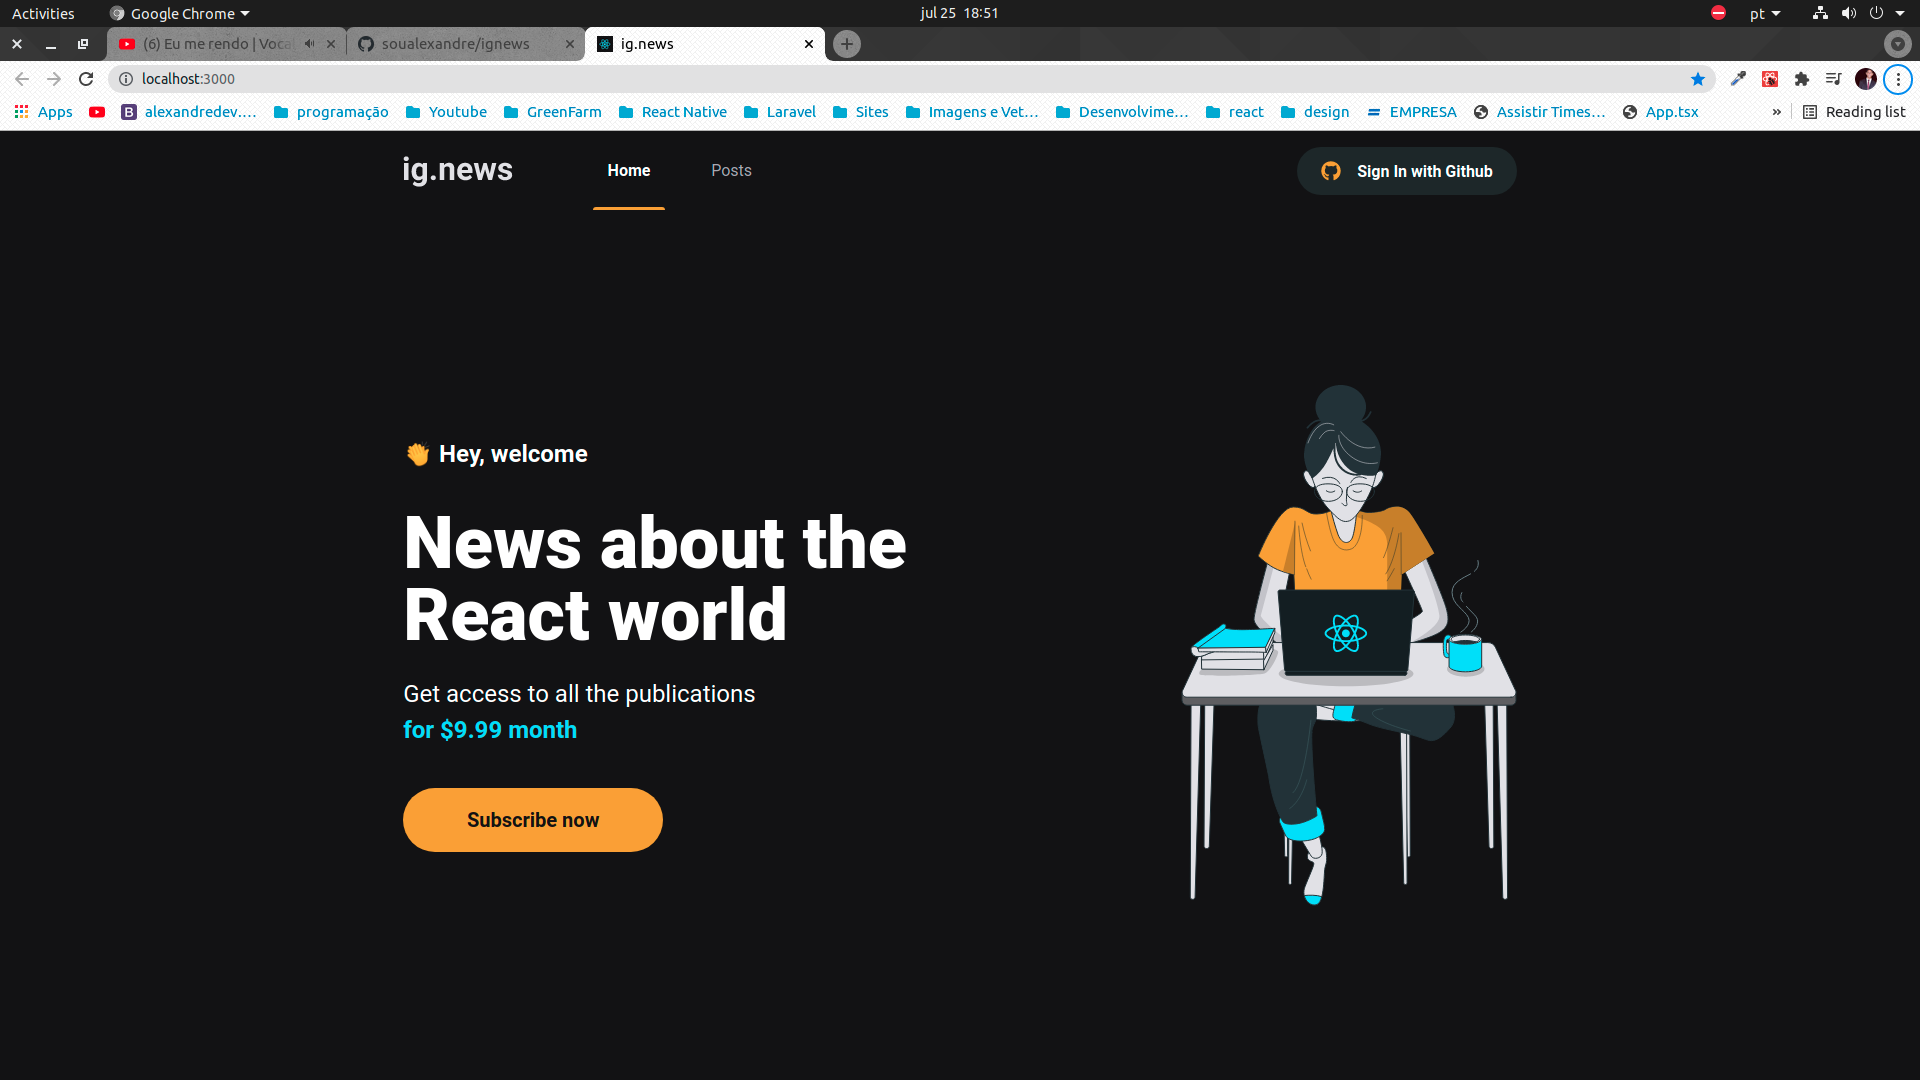 Activities
Google Chrome
jul 25 18:51
pt
(6) Eu me rendo | Voca
soualexandre/ignews
ig.news
localhost:3000
Apps
alexandredev....
programação
Youtube
GreenFarm
React Native
Laravel
Sites
Imagens e Vet...
Desenvolvime...
react
design
EMPRESA
Assistir Times...
App.tsx
»
Reading list
ig.news
Home
Posts
Sign In with Github
👏 Hey, welcome
News about the
React world
Get access to all the publications
for $9.99 month
Subscribe now